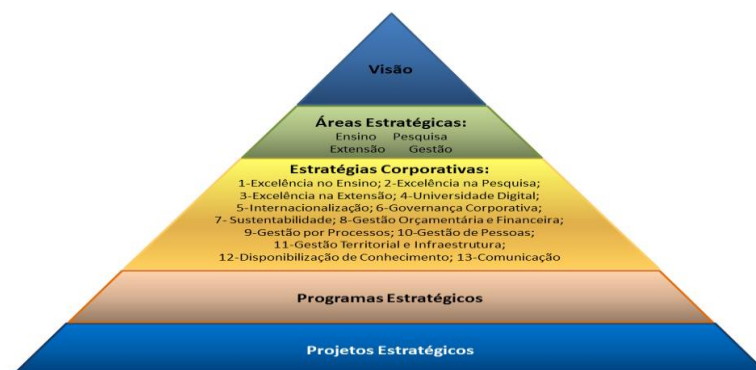 Visão
Áreas Estratégicas:
Ensino Pesquisa
Extensão Gestão
Estratégias Corporativas:
1-Excelência no Ensino; 2-Excelência na Pesquisa;
3-Excelência na Extensão; 4-Universidade Digital;
5-Internacionalização; 6-Governança Corporativa;
7- Sustentabilidade; 8-Gestão Orçamentária e Financeira;
9-Gestão por Processos; 10-Gestão de Pessoas;
11-Gestão Territorial e Infraestrutura;
12-Disponibilização de Conhecimento; 13-Comunicação
Programas Estratégicos
Projetos Estratégicos